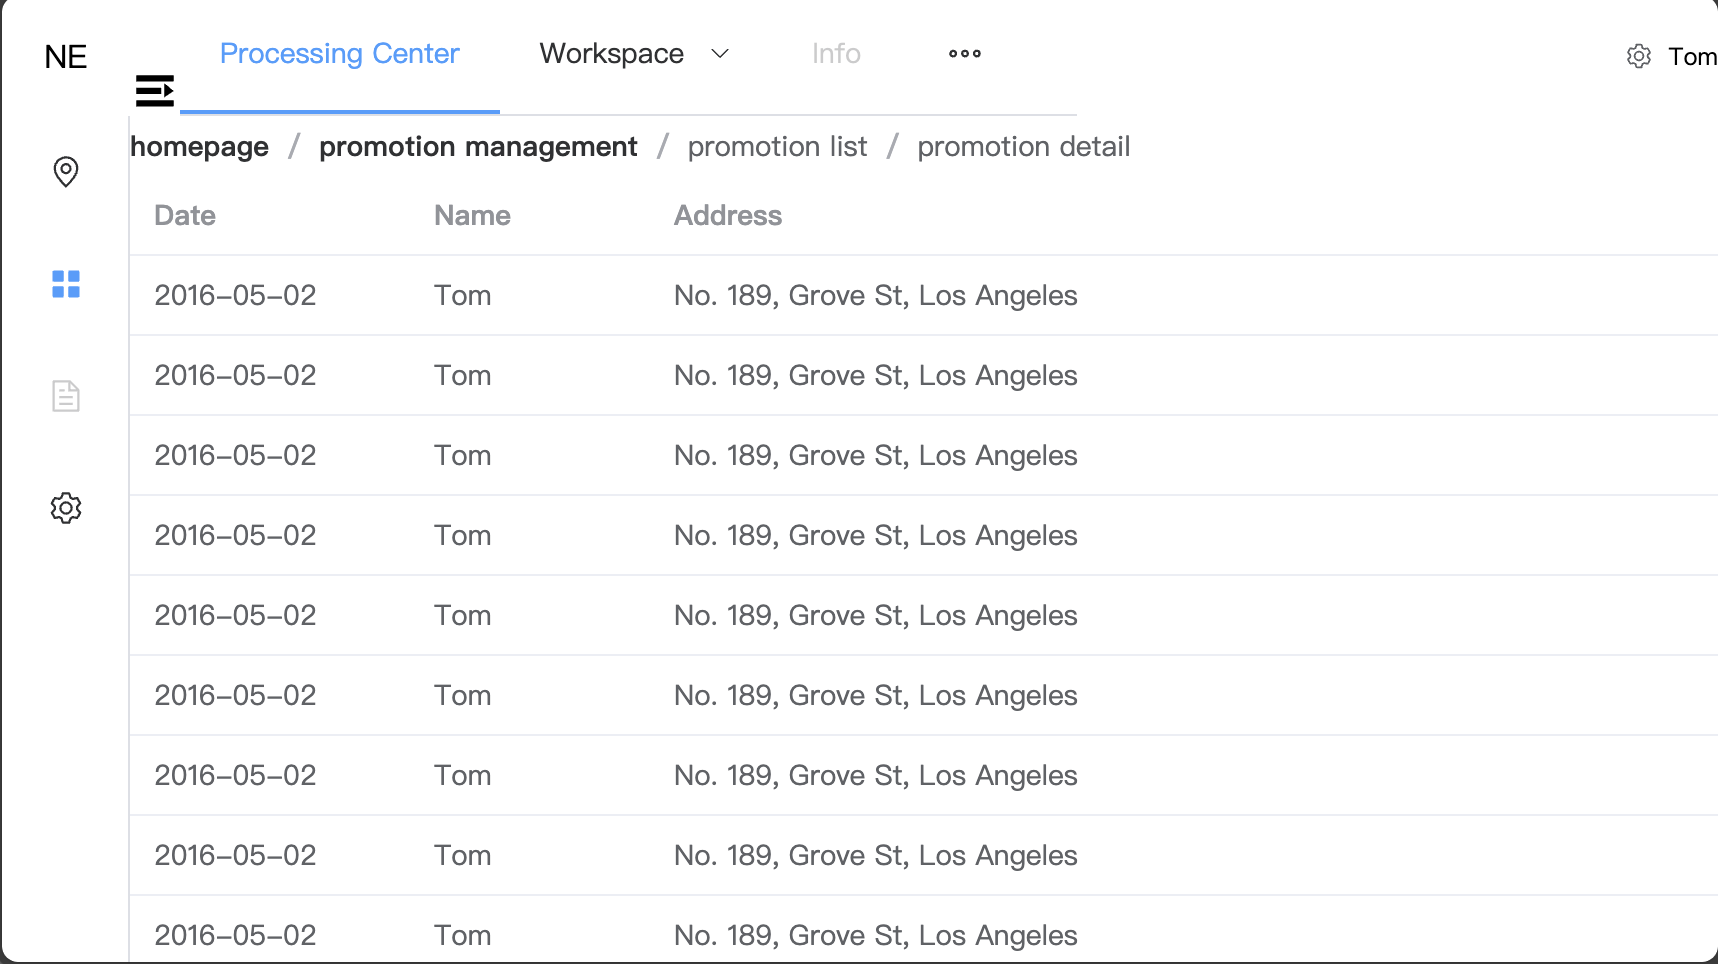 NE
Processing Center Workspace Info
Tom
homepage / promotion management / promotion list / promotion detail
Date Name Address
2016-05-02 Tom No. 189, Grove St, Los Angeles
2016-05-02 Tom No. 189, Grove St, Los Angeles
2016-05-02 Tom No. 189, Grove St, Los Angeles
2016-05-02 Tom No. 189, Grove St, Los Angeles
2016-05-02 Tom No. 189, Grove St, Los Angeles
2016-05-02 Tom No. 189, Grove St, Los Angeles
2016-05-02 Tom No. 189, Grove St, Los Angeles
2016-05-02 Tom No. 189, Grove St, Los Angeles
2016-05-02 Tom No. 189, Grove St, Los Angeles